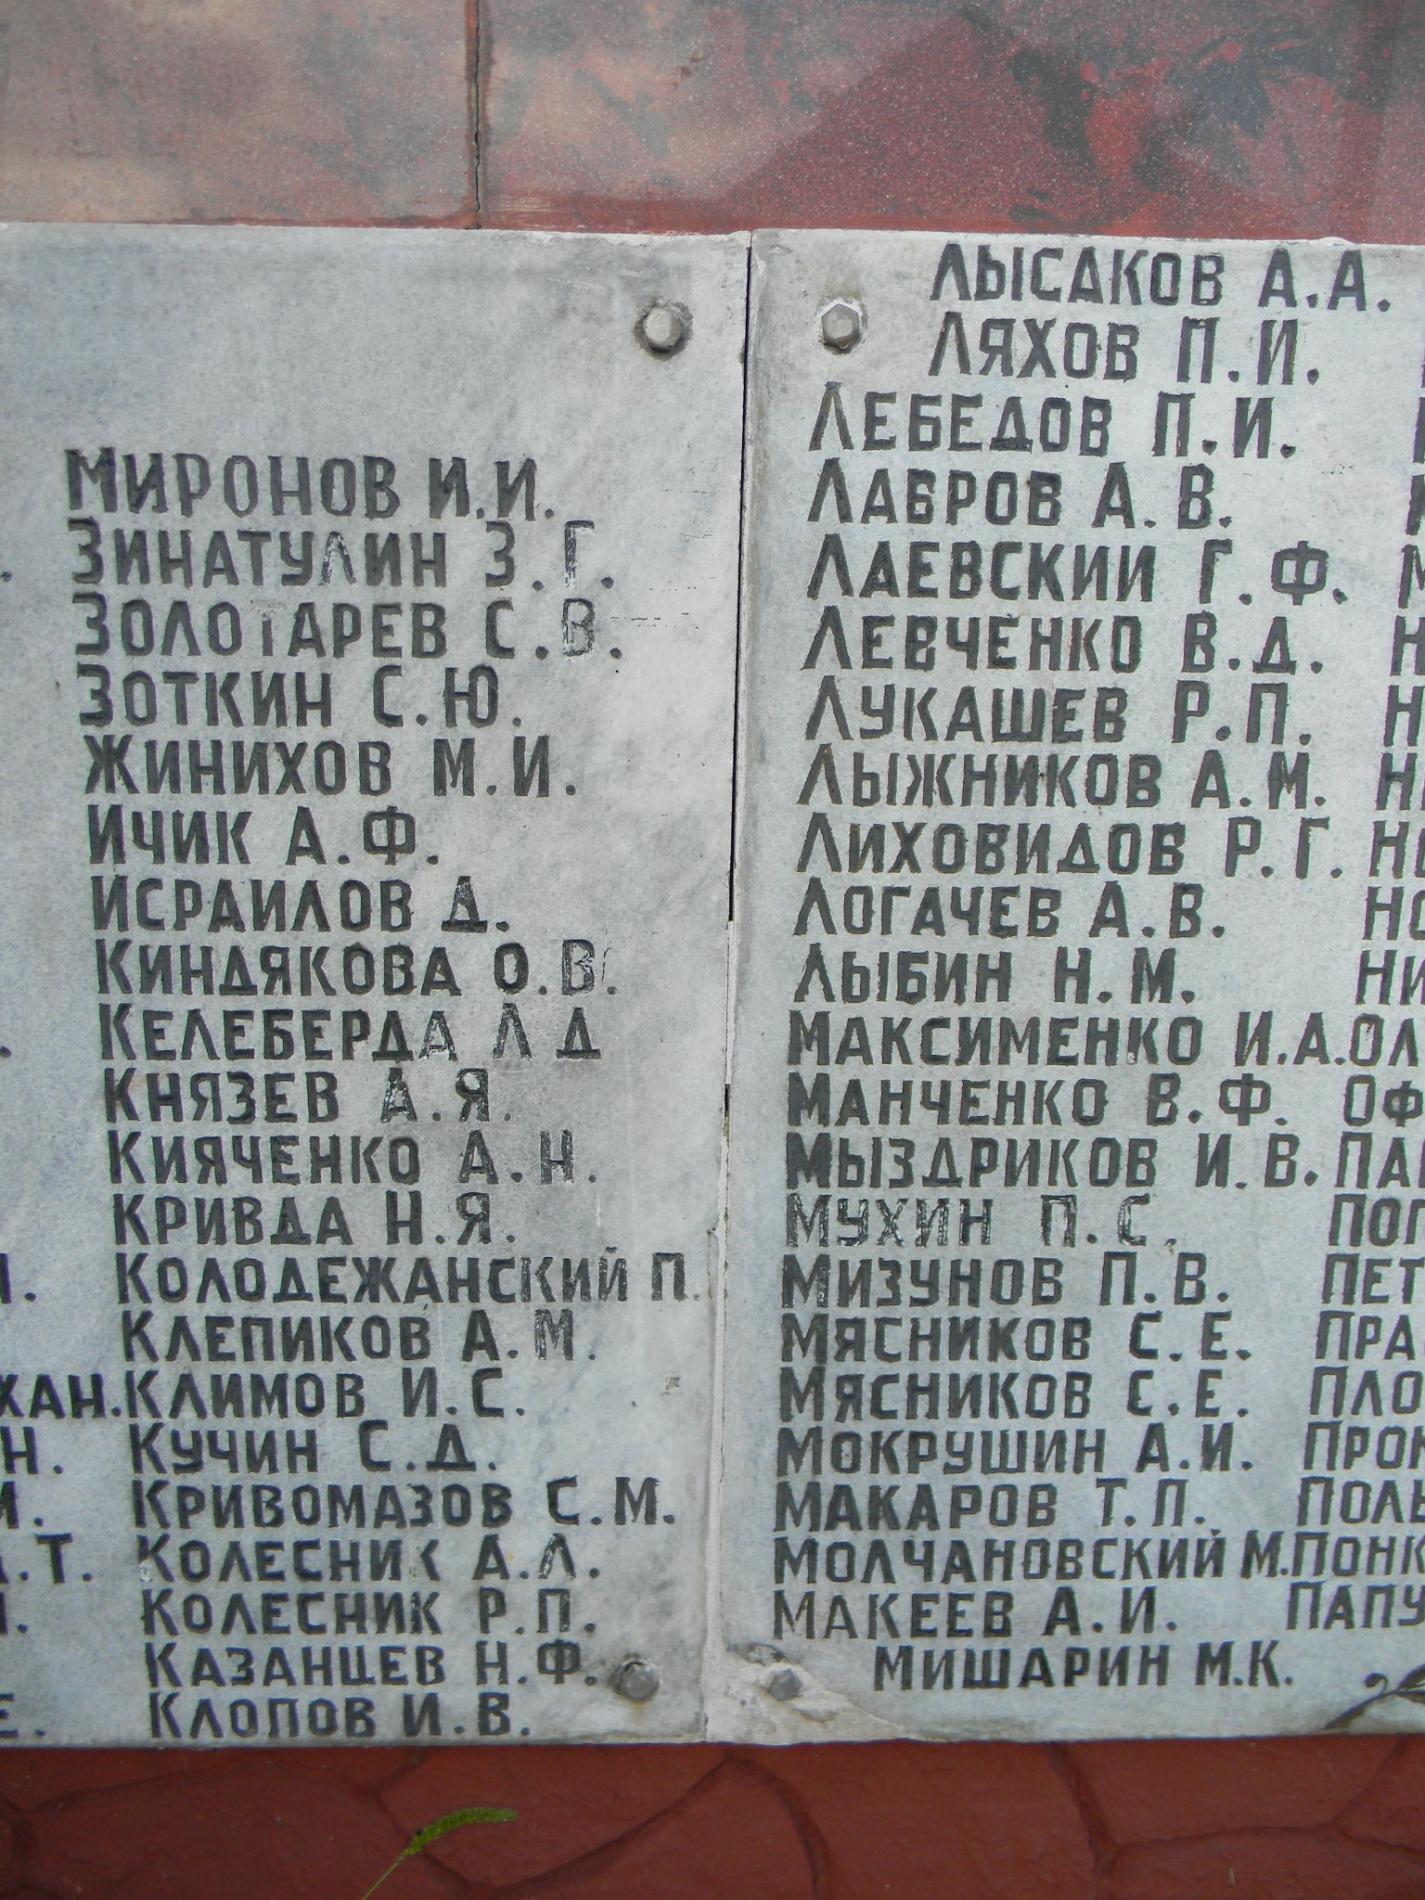 МИРОНОВ И.И.
ЗИНАТУЛИН З.Г.
ЗОЛОТАРЕВ С.В.
ЗОТКИН С.Ю.
ЖИНИХОВ М.И.
ИЧИК А.Ф.
ИСРАИЛОВ Д.
КИНДЯКОВА О.В.
КЕЛЕБЕРДА Л Д
КНЯЗЕВ А.Я.
КИЯЧЕНКО А.Н.
КРИВДА Н.Я.
КОЛОДЕЖАНСКИЙ П.
КЛЕПИКОВ А.М.
КЛИМОВ И.С.
КУЧИН С.Д.
КРИВОМАЗОВ С.М.
КОЛЕСНИК А.Л.
КОЛЕСНИК Р.П.
КАЗАНЦЕВ Н.Ф.
КЛОПОВ И.В.
ЛЫСАКОВ А.А.
ЛЯХОВ П.И.
ЛЕБЕДОВ П.И.
ЛАБРОВ А.В.
ЛАЕВСКИЙ Г.Ф.
ЛЕВЧЕНКО В.Д.
ЛУКАШЕВ Р.П.
ЛЫЖНИКОВ А.М.
ЛИХОВИДОВ Р.Г.
ЛОГАЧЕВ А.В.
ЛЫБИН Н.М.
МАКСИМЕНКО И.А.
МАНЧЕНКО В.Ф.
МЫЗДРИКОВ И.В.
МУХИН П.С.
МИЗУНОВ П.В.
МЯСНИКОВ С.Е.
МЯСНИКОВ С.Е.
МОКРУШИН А.И.
МАКАРОВ Т.П.
МОЛЧАНОВСКИЙ М.
МАКЕЕВ А.И.
МИШАРИН М.К.